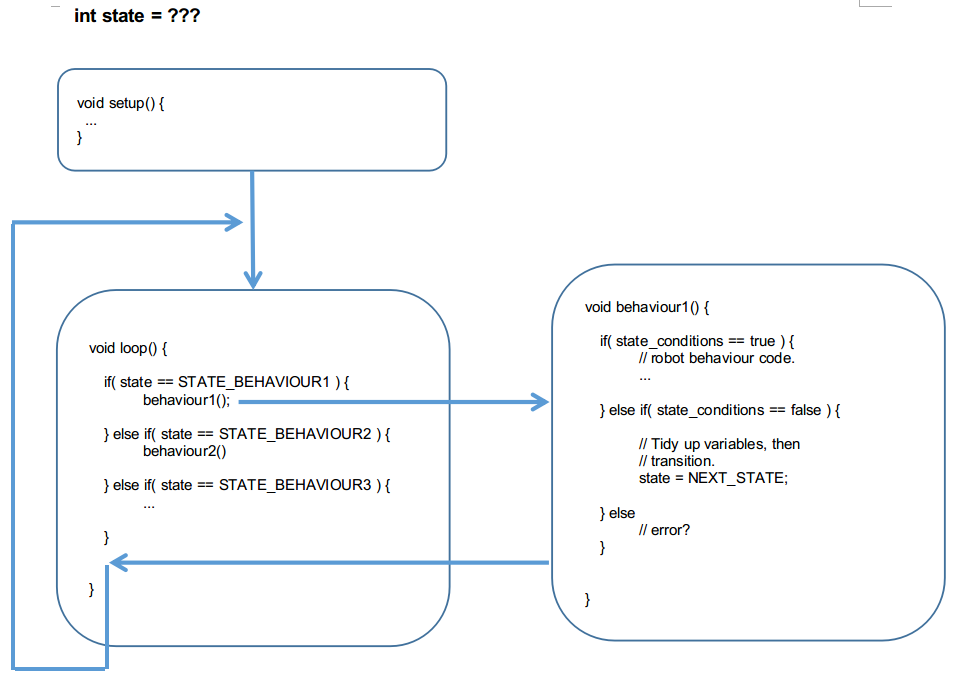 int state = ???
void setup() {
...
}
void loop() {
if( state == STATE_BEHAVIOUR1 ) {
behaviour1();
} else if( state == STATE_BEHAVIOUR2 ) {
behaviour2()
} else if( state == STATE_BEHAVIOUR3 ) {
...
}
}
void behaviour1() {
if( state_conditions == true ) {
// robot behaviour code.
...
} else if( state_conditions == false ) {
// Tidy up variables, then
// transition.
state = NEXT_STATE;
} else
// error?
}
}